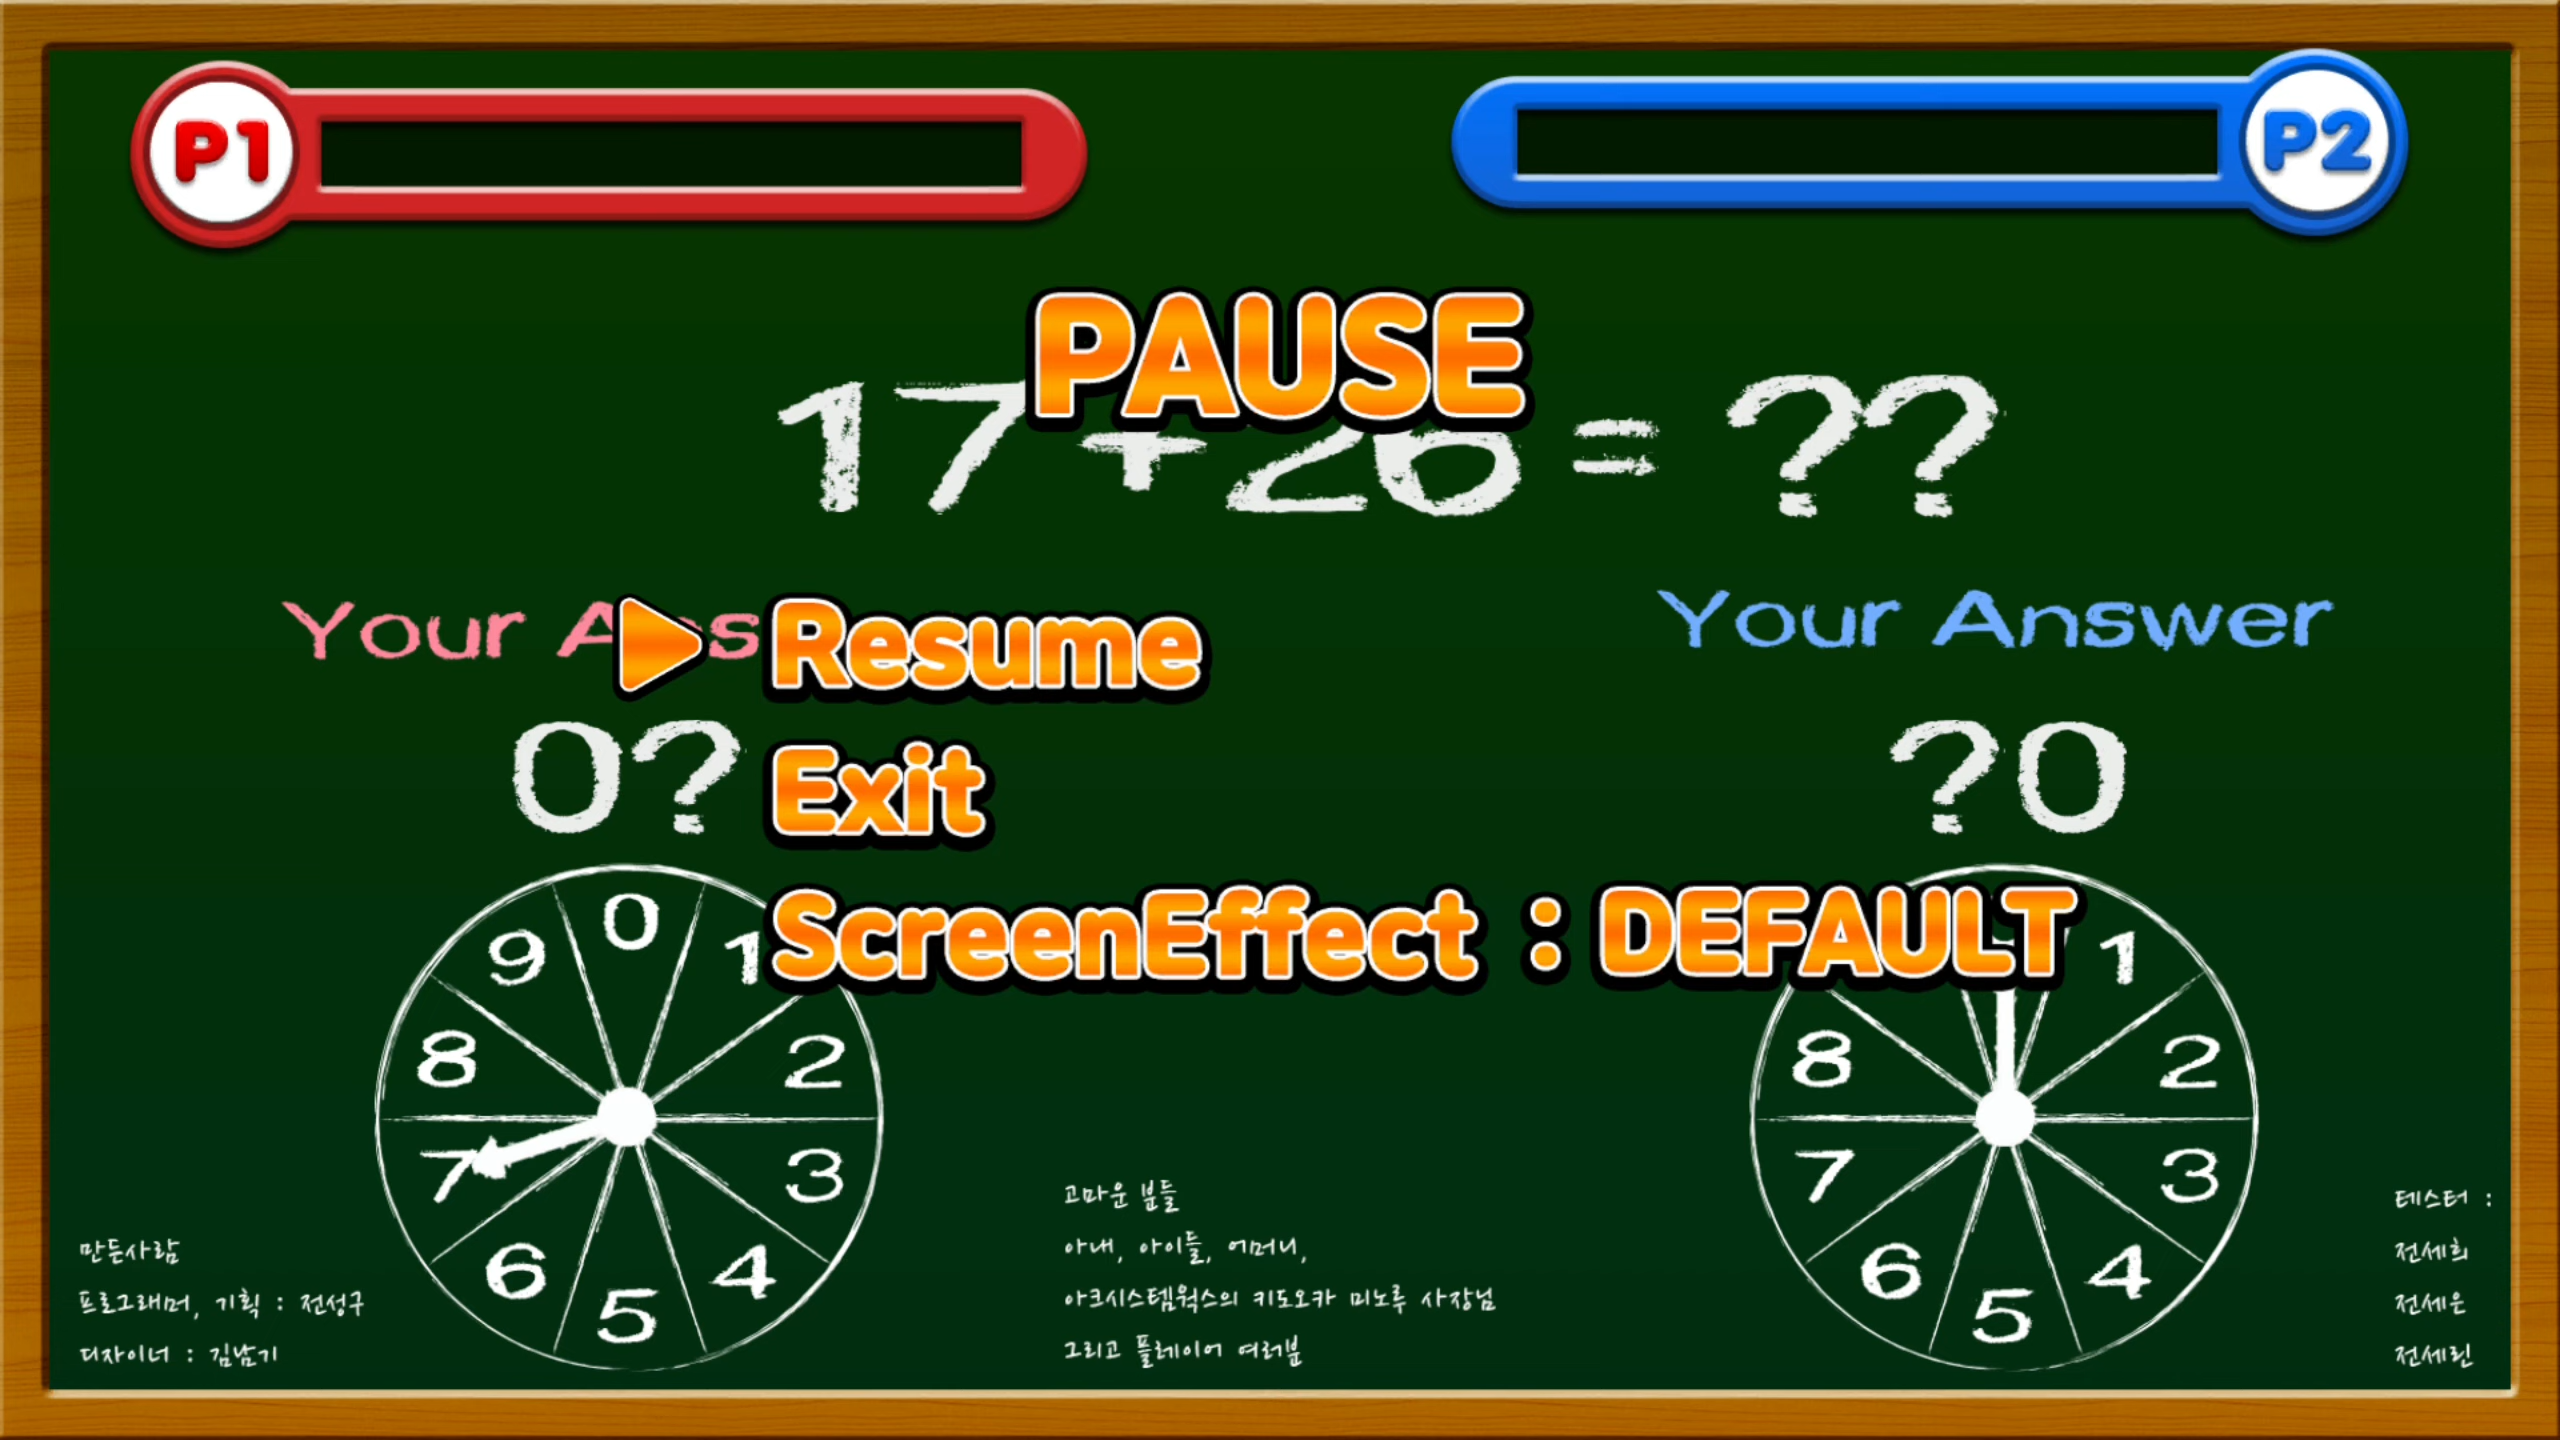 P1
P2
PAUSE
17+26 = ??
Your Ans
Your Answer
Resume
0?
?0
Exit
ScreenEffect : DEFAULT
0
1
2
3
4
5
6
7
8
9
1
2
3
4
5
6
7
8
만든사람
프로그래머, 기획 : 전성구
디자이너 : 김남기
고마운 분들
아내, 아이들, 어머니,
아크시스템웍스의 키도오카 미노루 사장님
그리고 플레이어 여러분
테스터 :
전세희
전세은
전세린